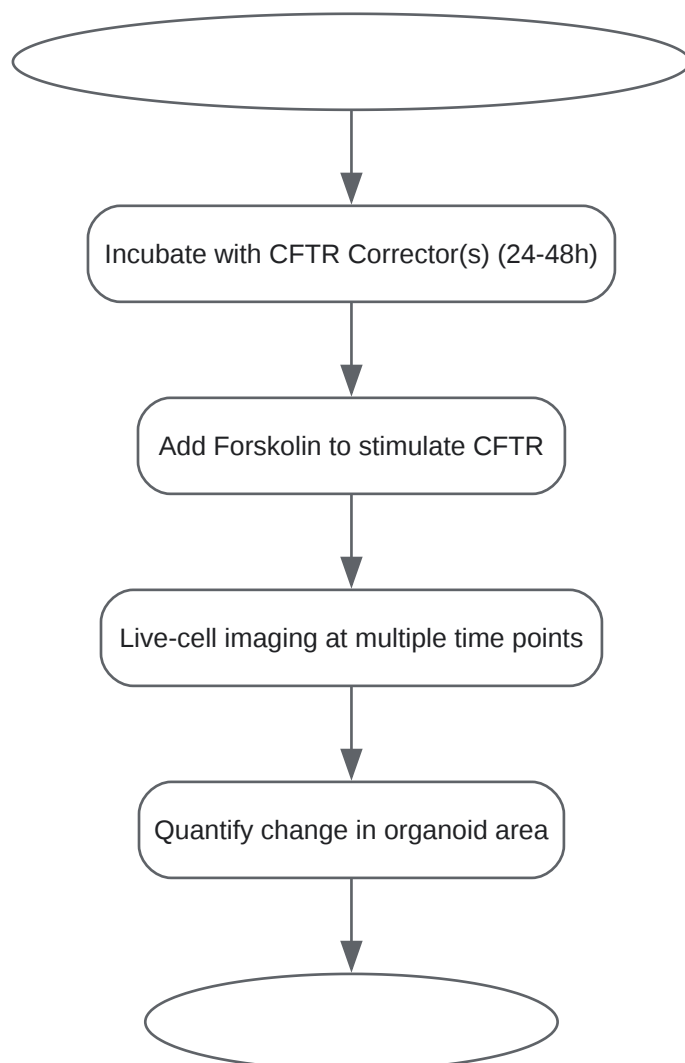 Incubate with CFTR Corrector(s) (24-48h)
Add Forskolin to stimulate CFTR
Live-cell imaging at multiple time points
Quantify change in organoid area